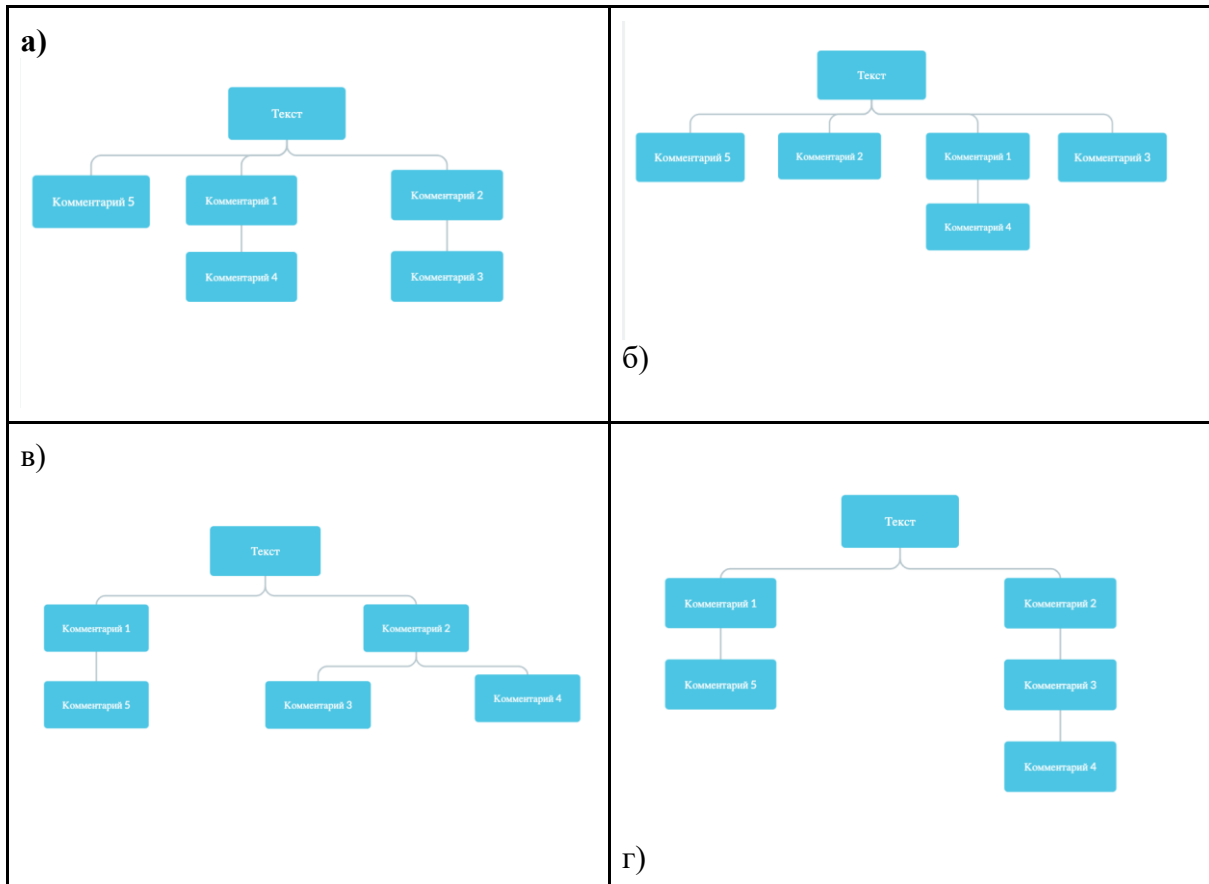 а)
Текст
Комментарий 5
Комментарий 1
Комментарий 2
Комментарий 4
Комментарий 3
Текст
Комментарий 5
Комментарий 2
Комментарий 1
Комментарий 3
Комментарий 4
б)
в)
Текст
Комментарий 1
Комментарий 2
Комментарий 5
Комментарий 3
Комментарий 4
Текст
Комментарий 1
Комментарий 2
Комментарий 5
Комментарий 3
Комментарий 4
г)